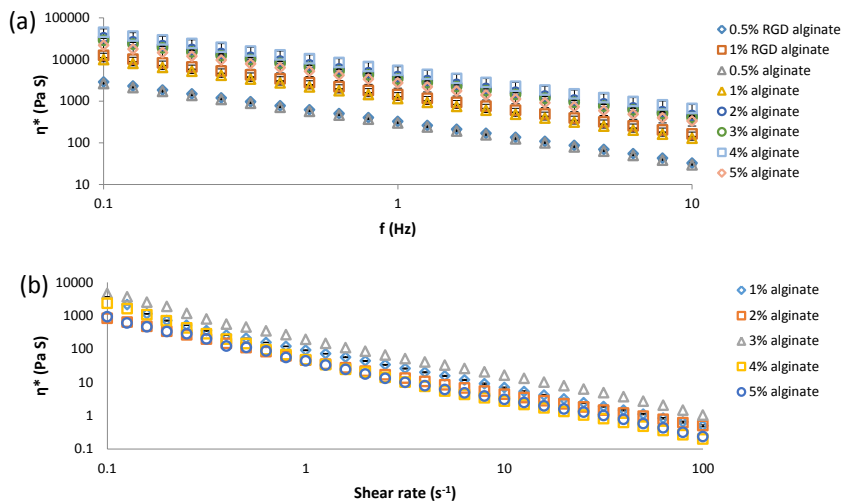 (a)
η* (Pa S)
100000
10000
1000
100
10
0.1
1
10
f (Hz)
0.5% RGD alginate
1% RGD alginate
0.5% alginate
1% alginate
2% alginate
3% alginate
4% alginate
5% alginate
(b)
η* (Pa S)
10000
1000
100
10
1
0.1
0.1
1
10
100
Shear rate (s⁻¹)
1% alginate
2% alginate
3% alginate
4% alginate
5% alginate